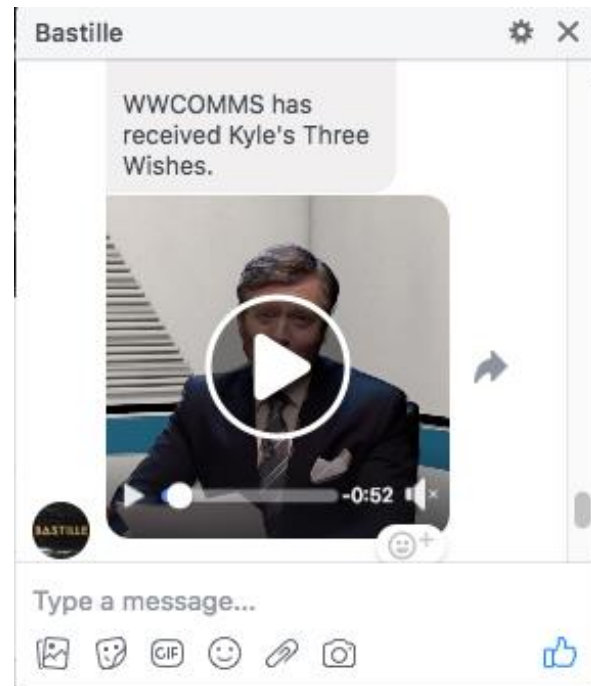 Bastille
WWCOMMS has
received Kyle's Three
Wishes.
-0:52
BASTILLE
Type a message...
GIF